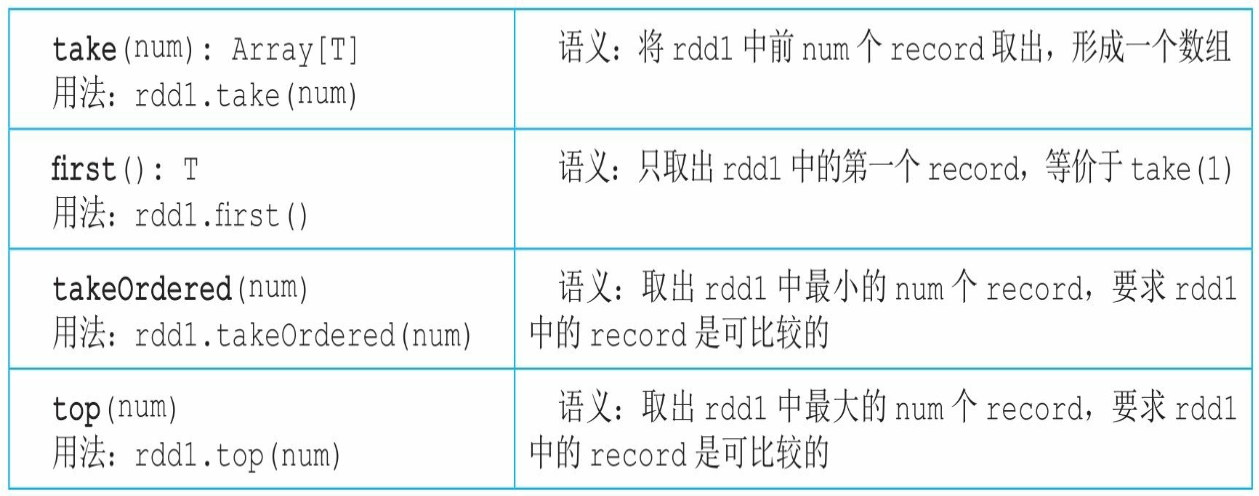 take(num): Array[T]
用法：rdd1.take(num)
语义：将 rdd1 中前 num 个 record 取出，形成一个数组
first(): T
用法：rdd1.first()
语义：只取出 rdd1 中的第一个 record，等价于 take(1)
takeOrdered(num)
用法：rdd1.takeOrdered(num)
语义：取出 rdd1 中最小的 num 个 record，要求 rdd1
中的 record 是可比较的
top(num)
用法：rdd1.top(num)
语义：取出 rdd1 中最大的 num 个 record，要求 rdd1
中的 record 是可比较的